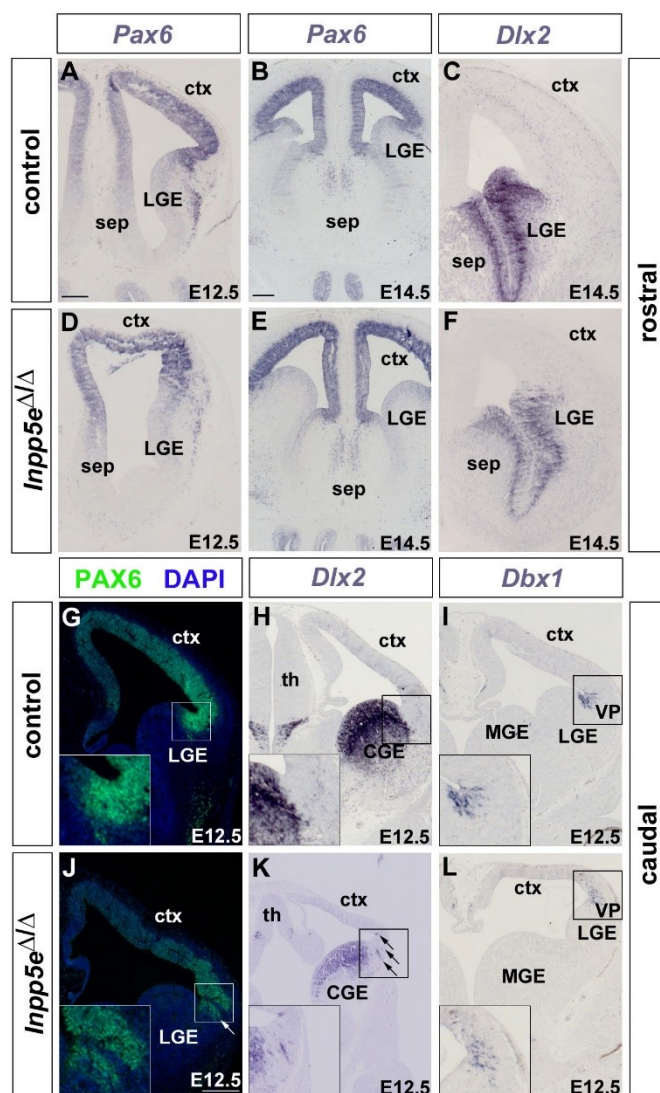 Pax6 Pax6 Dlx2
control
A ctx B ctx C ctx
LGE LGE LGE
sep sep sep
E12.5 E14.5 E14.5
rostral
Inpp5e^Δ/Δ
D ctx E ctx F ctx
LGE LGE LGE
sep sep sep
E12.5 E14.5 E14.5
PAX6 DAPI Dlx2 Dbx1
control
G ctx H ctx I ctx
th VP
LGE CGE MGE LGE
E12.5 E12.5 E12.5
caudal
Inpp5e^Δ/Δ
J ctx K th ctx L ctx
VP
LGE CGE MGE LGE
E12.5 E12.5 E12.5